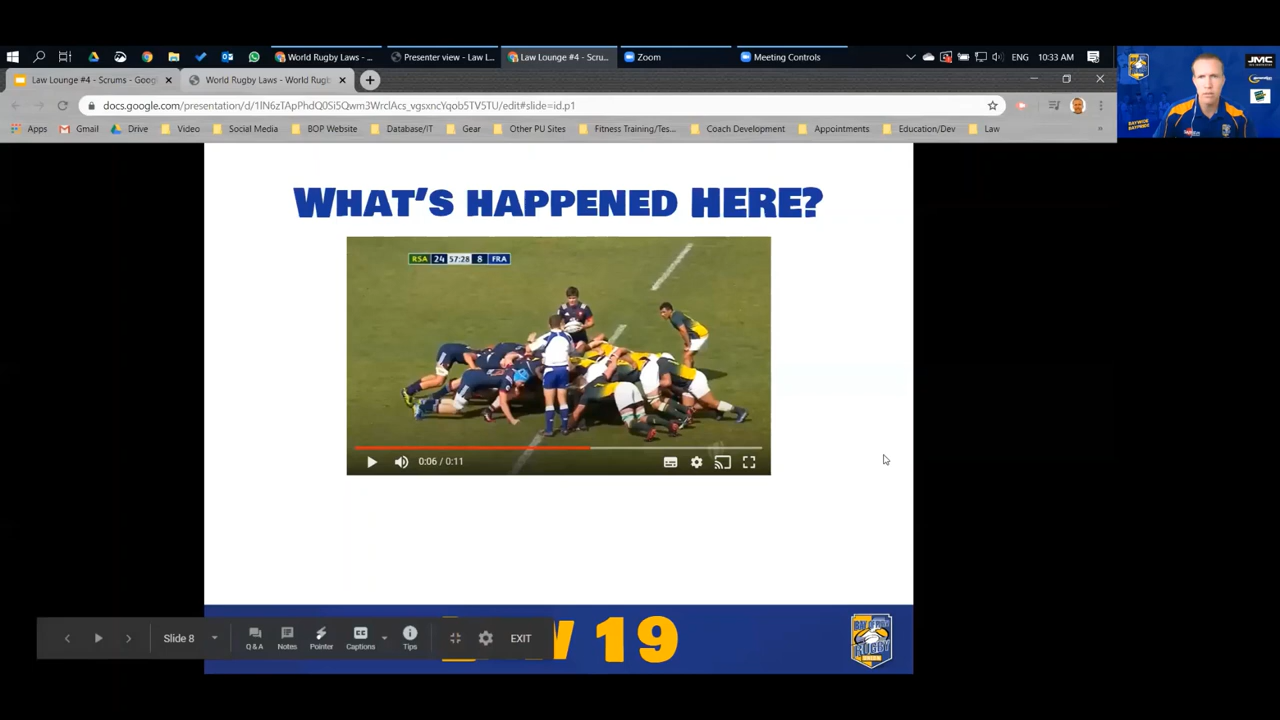 World Rugby Laws - ...
Presenter view - Law L...
Law Lounge #4 - Scru...
Zoom
Meeting Controls
ENG
10:33 AM
JMC
Law Lounge #4 - Scrums - Goog
World Rugby Laws - World Rugb
docs.google.com/presentation/d/1lN6zTApPhdQ0Si5Qwm3WrclAcs_vgsxncYqob5TV5TU/edit#slide=id.p1
Apps
Gmail
Drive
Video
Social Media
BOP Website
Database/IT
Gear
Other PU Sites
Fitness Training/Tes...
Coach Development
Appointments
Education/Dev
Law
WHAT'S HAPPENED HERE?
RSA 24 57:28 8 FRA
0:06 / 0:11
19
Slide 8
Q & A
Notes
Pointer
Captions
Tips
EXIT
RUGBY